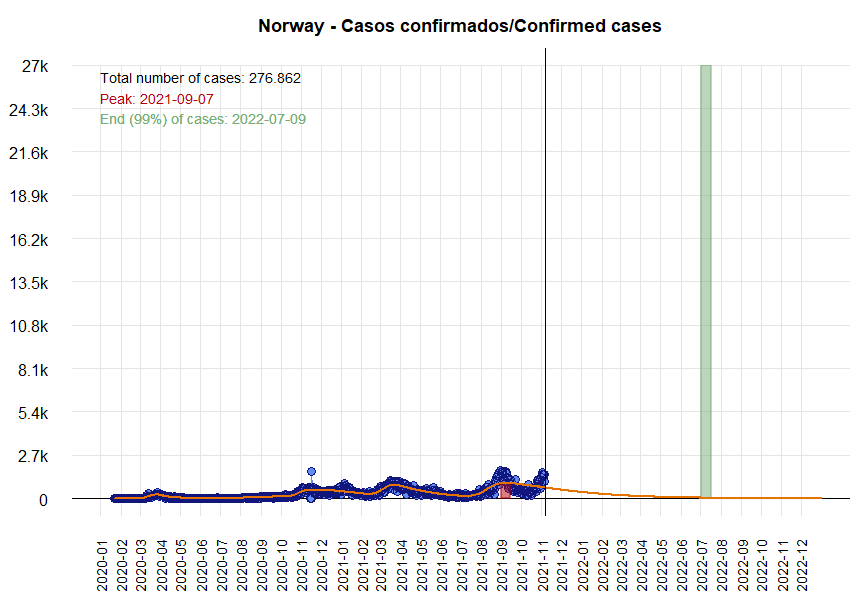 Norway - Casos confirmados/Confirmed cases
27k
24.3k
21.6k
18.9k
16.2k
13.5k
10.8k
8.1k
5.4k
2.7k
0
Total number of cases: 276.862
Peak: 2021-09-07
End (99%) of cases: 2022-07-09
2020-01
2020-02
2020-03
2020-04
2020-05
2020-06
2020-07
2020-08
2020-09
2020-10
2020-11
2020-12
2021-01
2021-02
2021-03
2021-04
2021-05
2021-06
2021-07
2021-08
2021-09
2021-10
2021-11
2021-12
2022-01
2022-02
2022-03
2022-04
2022-05
2022-06
2022-07
2022-08
2022-09
2022-10
2022-11
2022-12